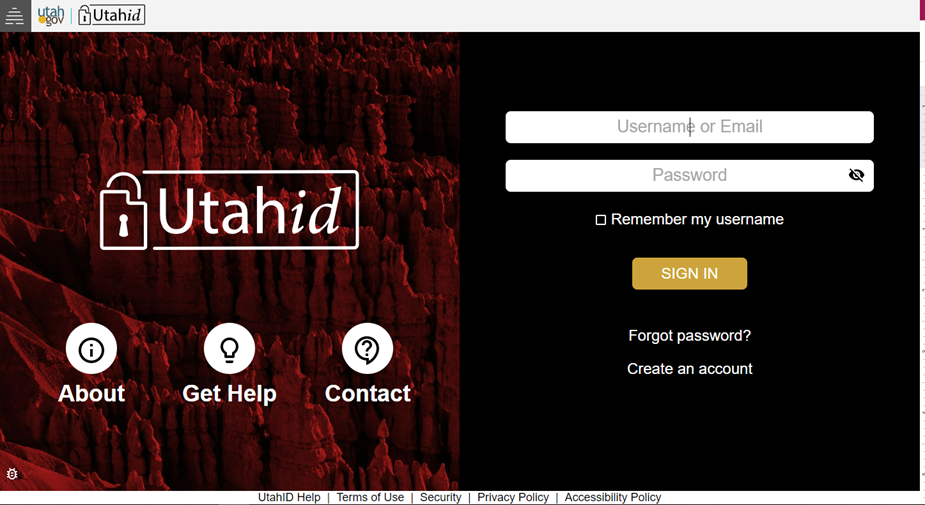 utah.gov
Utahid
Username or Email
Password
Remember my username
SIGN IN
Forgot password?
Create an account
Utahid
About
Get Help
Contact
UtahID Help | Terms of Use | Security | Privacy Policy | Accessibility Policy